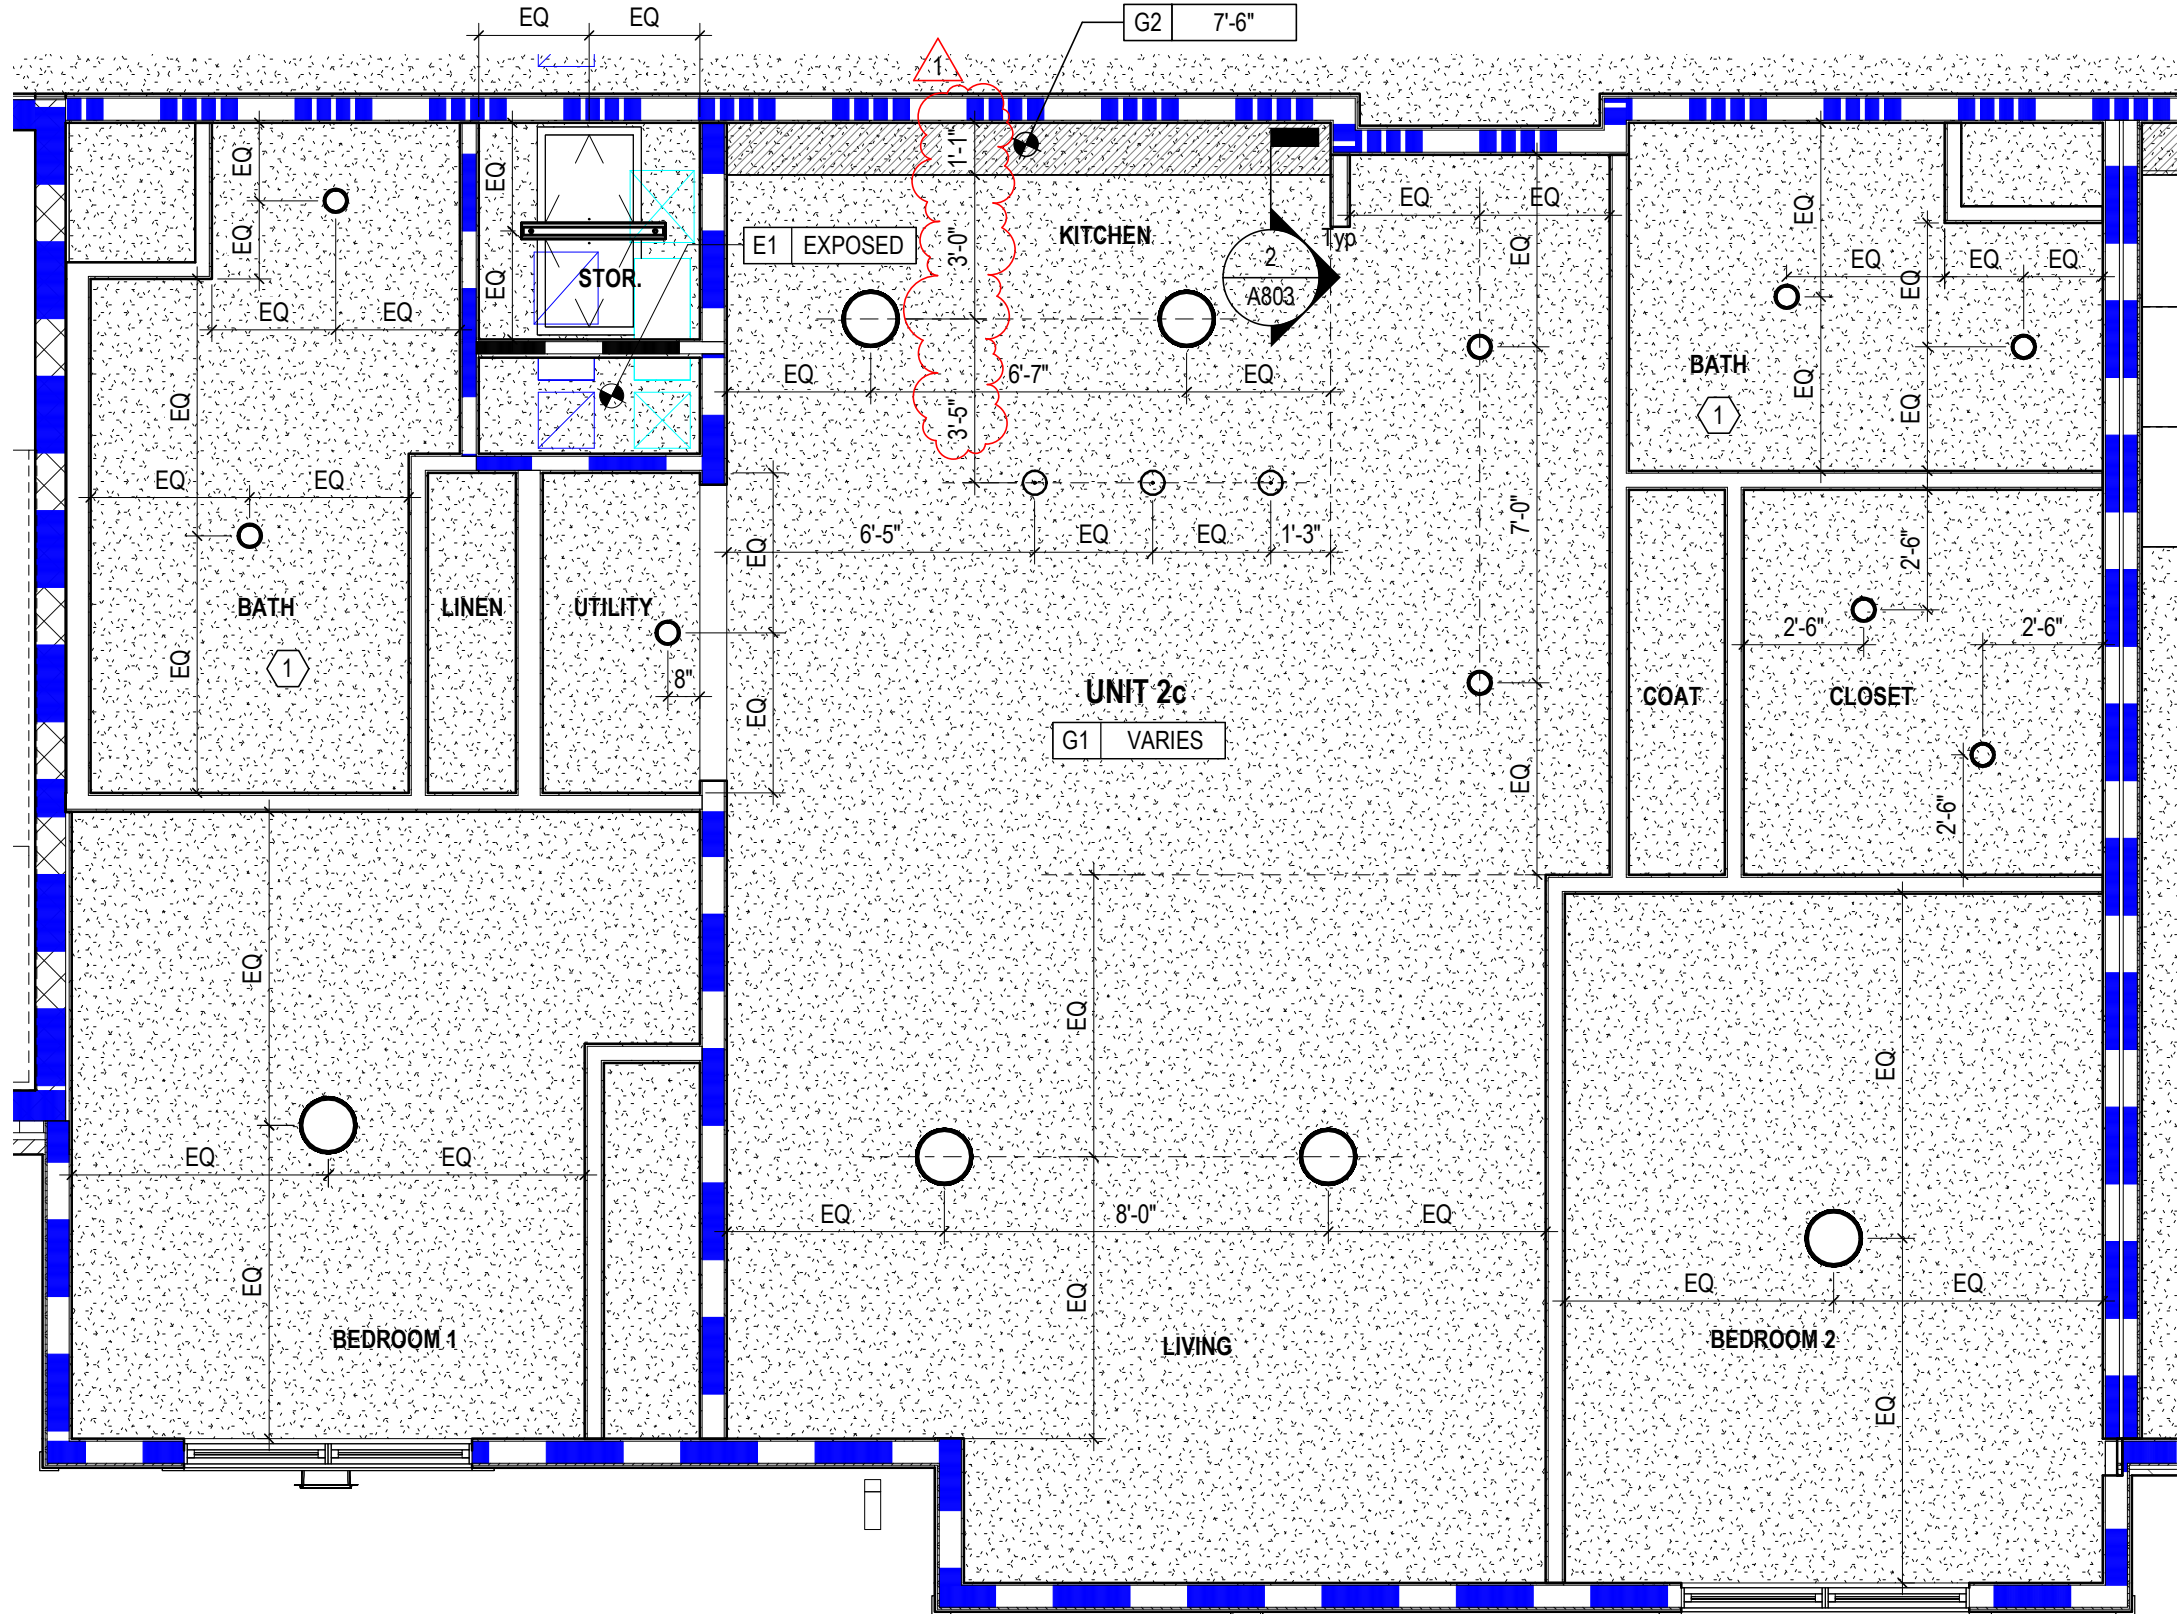 EQ EQ
G2 7'-6"
1
EQ
EQ
EQ EQ
EQ
EQ
1'-1"
3'-0"
3'-5"
KITCHEN
E1 EXPOSED
STOR.
2
A803
Typ
EQ EQ
EQ
EQ
EQ EQ EQ
EQ
EQ
EQ
BATH
1
EQ 6'-7" EQ
EQ
EQ EQ
EQ
BATH
1
LINEN
UTILITY
8"
EQ
EQ
6'-5" EQ EQ 1'-3"
7'-0"
EQ
UNIT 2c
G1 VARIES
COAT
CLOSET
2'-6"
2'-6"
2'-6"
2'-6"
EQ
EQ
EQ EQ
BEDROOM 1
EQ
EQ
EQ 8'-0" EQ
LIVING
EQ
EQ
EQ EQ
BEDROOM 2